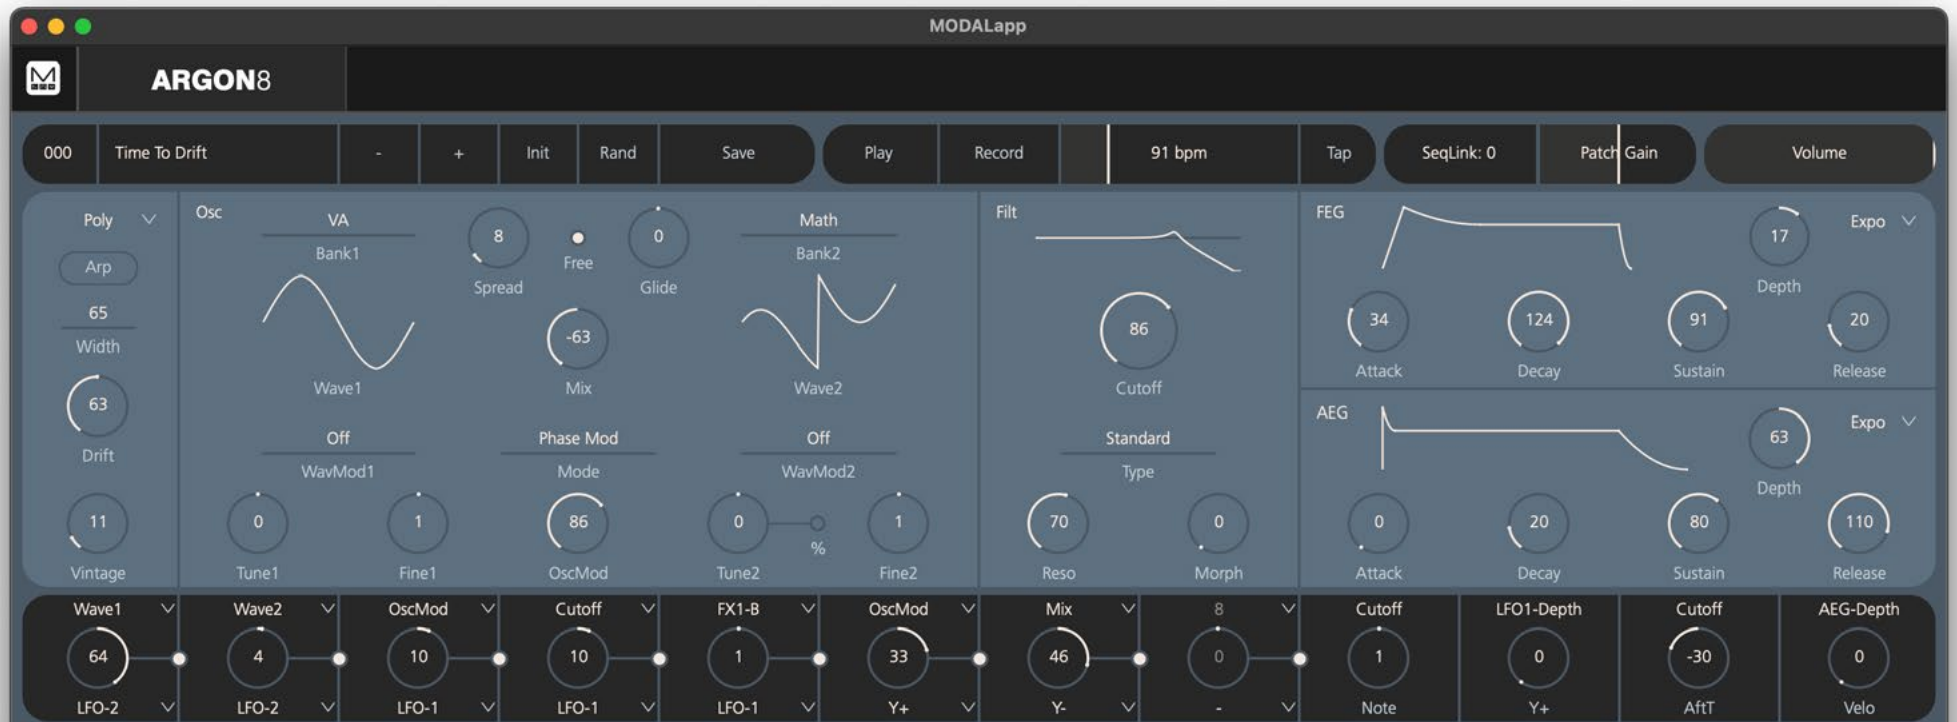 MODALapp
M
ARGON8
000 Time To Drift - + Init Rand Save Play Record 91 bpm Tap SeqLink: 0 Patch Gain Volume
Poly
Arp
65
Width
63
Drift
11
Vintage
Osc
VA
Bank1
Wave1
Off
WavMod1
0
Tune1
1
Fine1
8
Spread
Free
0
Glide
-63
Mix
Phase Mod
Mode
86
OscMod
Math
Bank2
Wave2
Off
WavMod2
0
Tune2
%
1
Fine2
Filt
86
Cutoff
Standard
Type
70
Reso
0
Morph
FEG
17
Depth
Expo
34
Attack
124
Decay
91
Sustain
20
Release
AEG
63
Depth
Expo
0
Attack
20
Decay
80
Sustain
110
Release
Wave1 Wave2 OscMod Cutoff FX1-B OscMod Mix 8 Cutoff LFO1-Depth Cutoff AEG-Depth
64 4 10 10 1 33 46 0 1 0 -30 0
LFO-2 LFO-2 LFO-1 LFO-1 LFO-1 Y+ Y- - Note Y+ AftT Velo